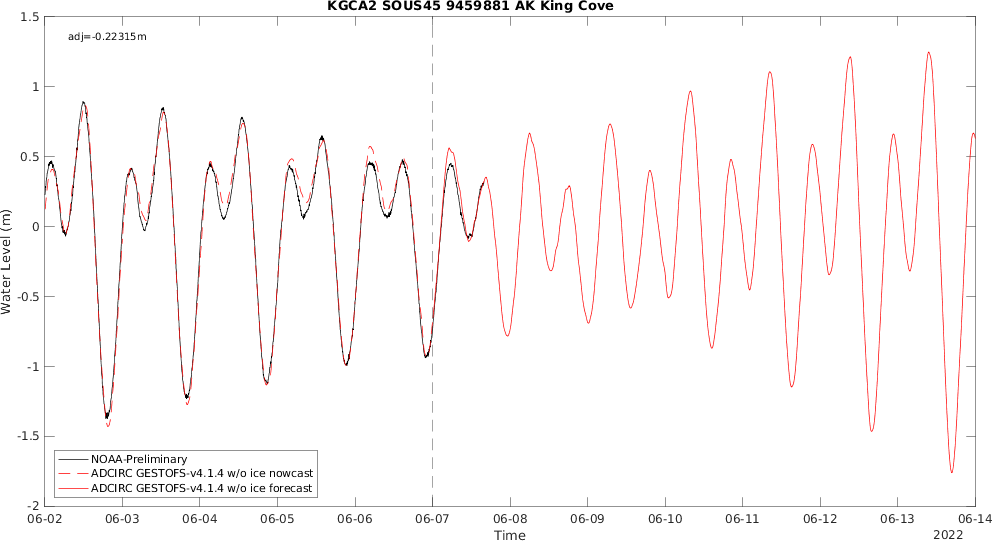 KGCA2 SOUS45 9459881 AK King Cove
adj=-0.22315m
1.5
1
0.5
0
-0.5
-1
-1.5
-2
Water Level (m)
NOAA-Preliminary
ADCIRC GESTOFS-v4.1.4 w/o ice nowcast
ADCIRC GESTOFS-v4.1.4 w/o ice forecast
06-02 06-03 06-04 06-05 06-06 06-07 06-08 06-09 06-10 06-11 06-12 06-13 06-14
Time
2022